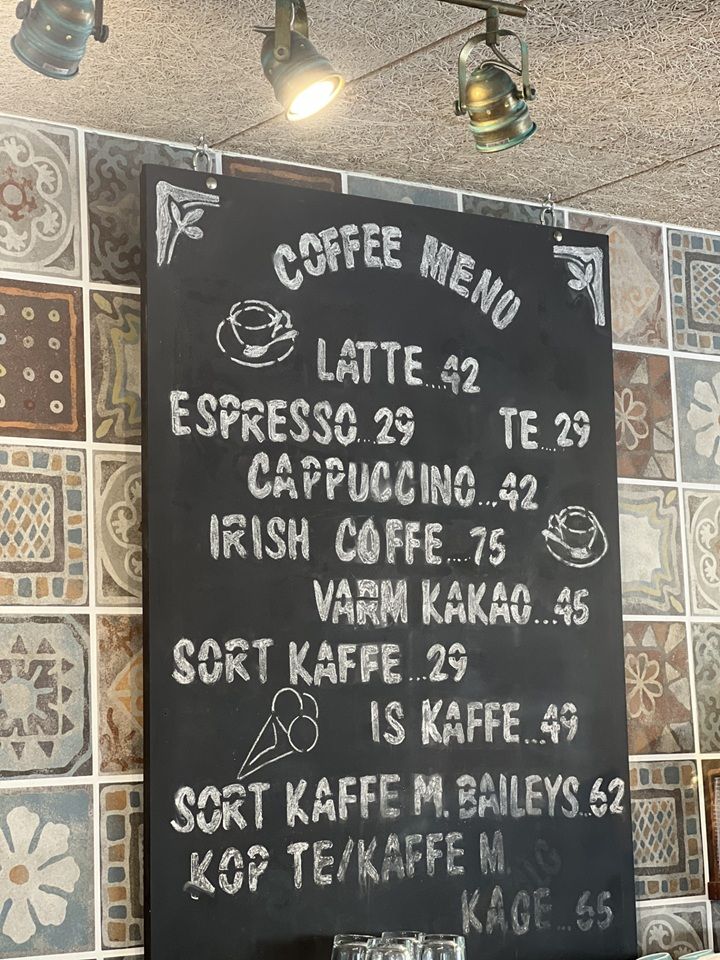 COFFEE MENU
LATTE....42
ESPRESSO...29 TE...29
CAPPUCCINO...42
IRISH COFFE....75
VARM KAKAO...45
SORT KAFFE...29
IS KAFFE...49
SORT KAFFE M. BAILEYS...62
KOP TE/KAFFE M.
KAGE...65